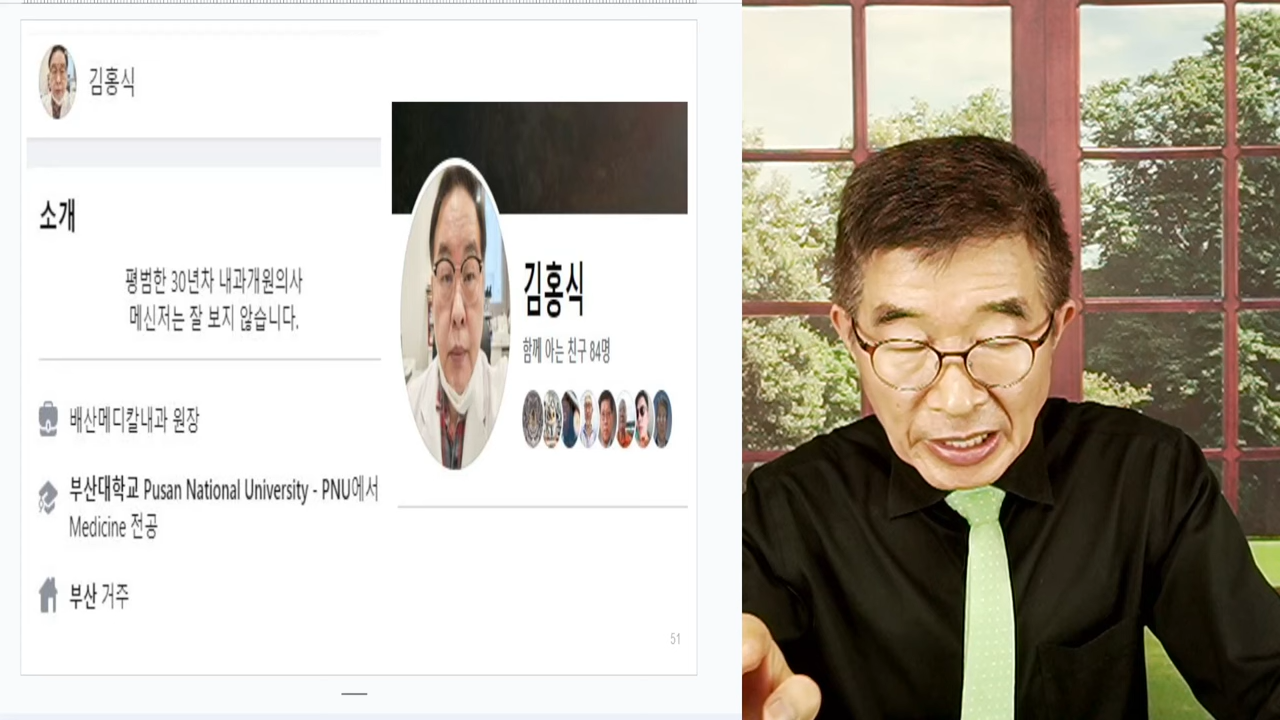 김홍식
소개
평범한 30년차 내과개원의사
메신저는 잘 보지 않습니다.
배산메디칼내과 원장
부산대학교 Pusan National University - PNU에서
Medicine 전공
부산 거주
김홍식
함께 아는 친구 84명
51